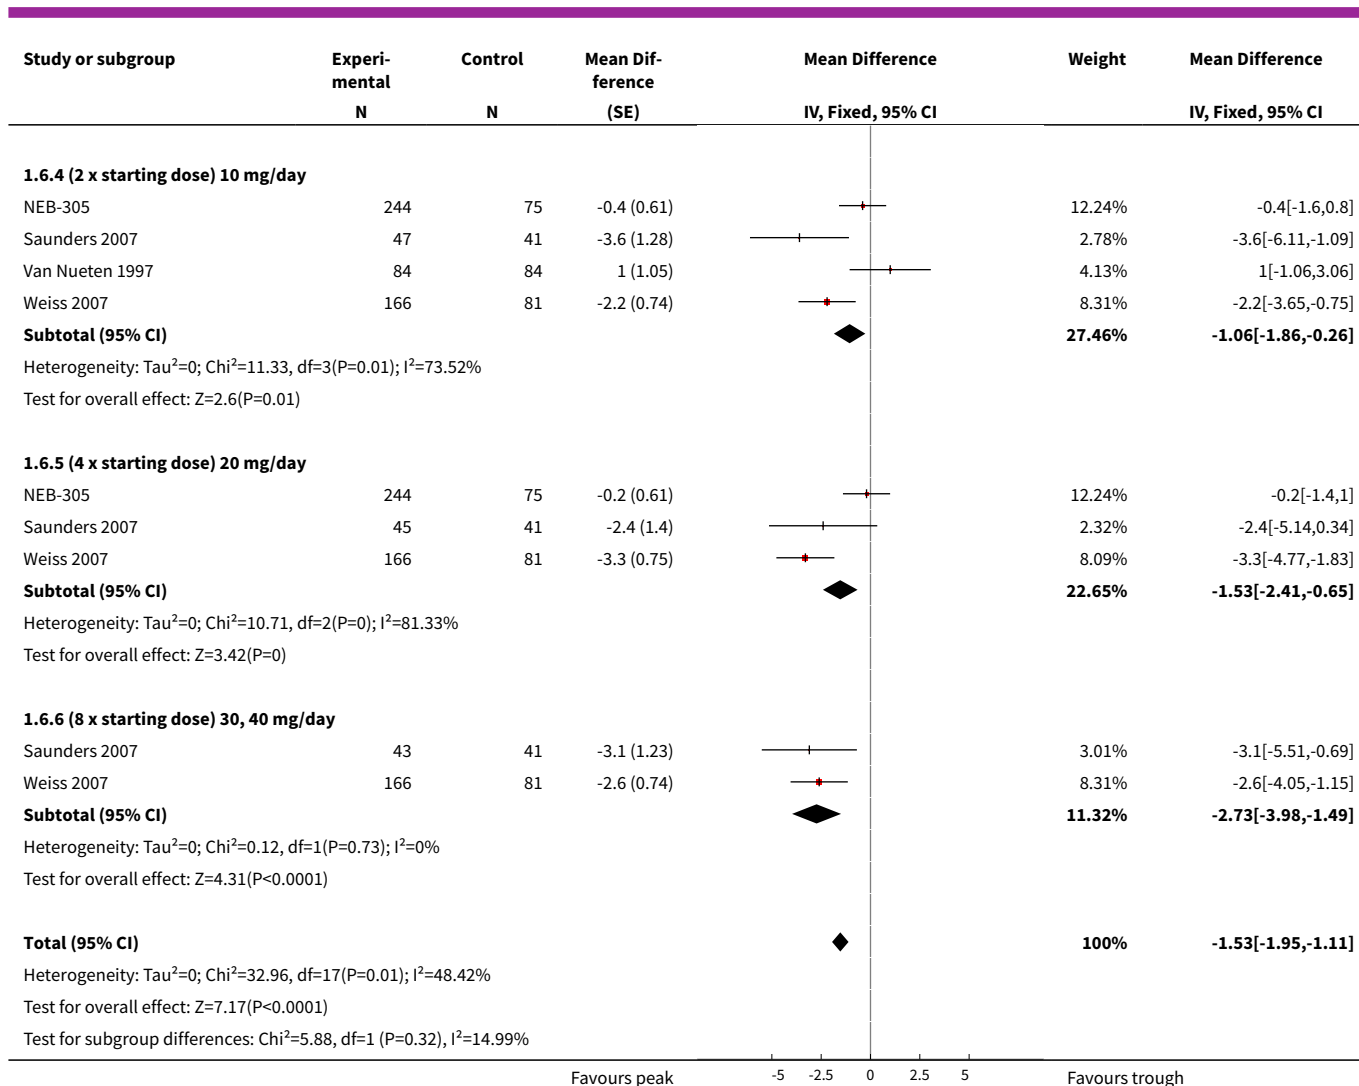 Study or subgroup Experi- Control Mean Dif- Mean Difference Weight Mean Difference
mental ference
N N (SE) IV, Fixed, 95% CI IV, Fixed, 95% CI
1.6.4 (2 x starting dose) 10 mg/day
NEB-305 244 75 -0.4 (0.61) 12.24% -0.4[-1.6,0.8]
Saunders 2007 47 41 -3.6 (1.28) 2.78% -3.6[-6.11,-1.09]
Van Nueten 1997 84 84 1 (1.05) 4.13% 1[-1.06,3.06]
Weiss 2007 166 81 -2.2 (0.74) 8.31% -2.2[-3.65,-0.75]
Subtotal (95% CI) 27.46% -1.06[-1.86,-0.26]
Heterogeneity: Tau²=0; Chi²=11.33, df=3(P=0.01); I²=73.52%
Test for overall effect: Z=2.6(P=0.01)
1.6.5 (4 x starting dose) 20 mg/day
NEB-305 244 75 -0.2 (0.61) 12.24% -0.2[-1.4,1]
Saunders 2007 45 41 -2.4 (1.4) 2.32% -2.4[-5.14,0.34]
Weiss 2007 166 81 -3.3 (0.75) 8.09% -3.3[-4.77,-1.83]
Subtotal (95% CI) 22.65% -1.53[-2.41,-0.65]
Heterogeneity: Tau²=0; Chi²=10.71, df=2(P=0); I²=81.33%
Test for overall effect: Z=3.42(P=0)
1.6.6 (8 x starting dose) 30, 40 mg/day
Saunders 2007 43 41 -3.1 (1.23) 3.01% -3.1[-5.51,-0.69]
Weiss 2007 166 81 -2.6 (0.74) 8.31% -2.6[-4.05,-1.15]
Subtotal (95% CI) 11.32% -2.73[-3.98,-1.49]
Heterogeneity: Tau²=0; Chi²=0.12, df=1(P=0.73); I²=0%
Test for overall effect: Z=4.31(P<0.0001)
Total (95% CI) 100% -1.53[-1.95,-1.11]
Heterogeneity: Tau²=0; Chi²=32.96, df=17(P=0.01); I²=48.42%
Test for overall effect: Z=7.17(P<0.0001)
Test for subgroup differences: Chi²=5.88, df=1 (P=0.32), I²=14.99%
Favours peak -5 -2.5 0 2.5 5 Favours trough